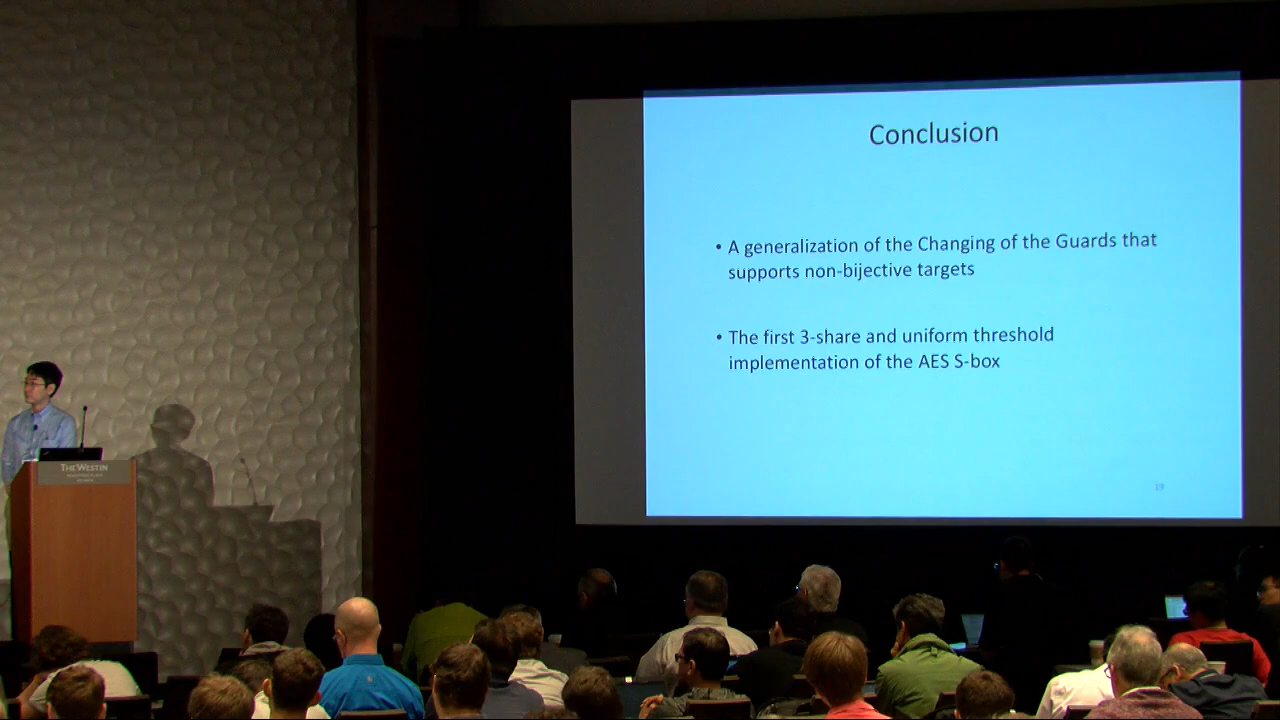 Conclusion
• A generalization of the Changing of the Guards that
supports non-bijective targets
• The first 3-share and uniform threshold
implementation of the AES S-box
19
THE WESTIN